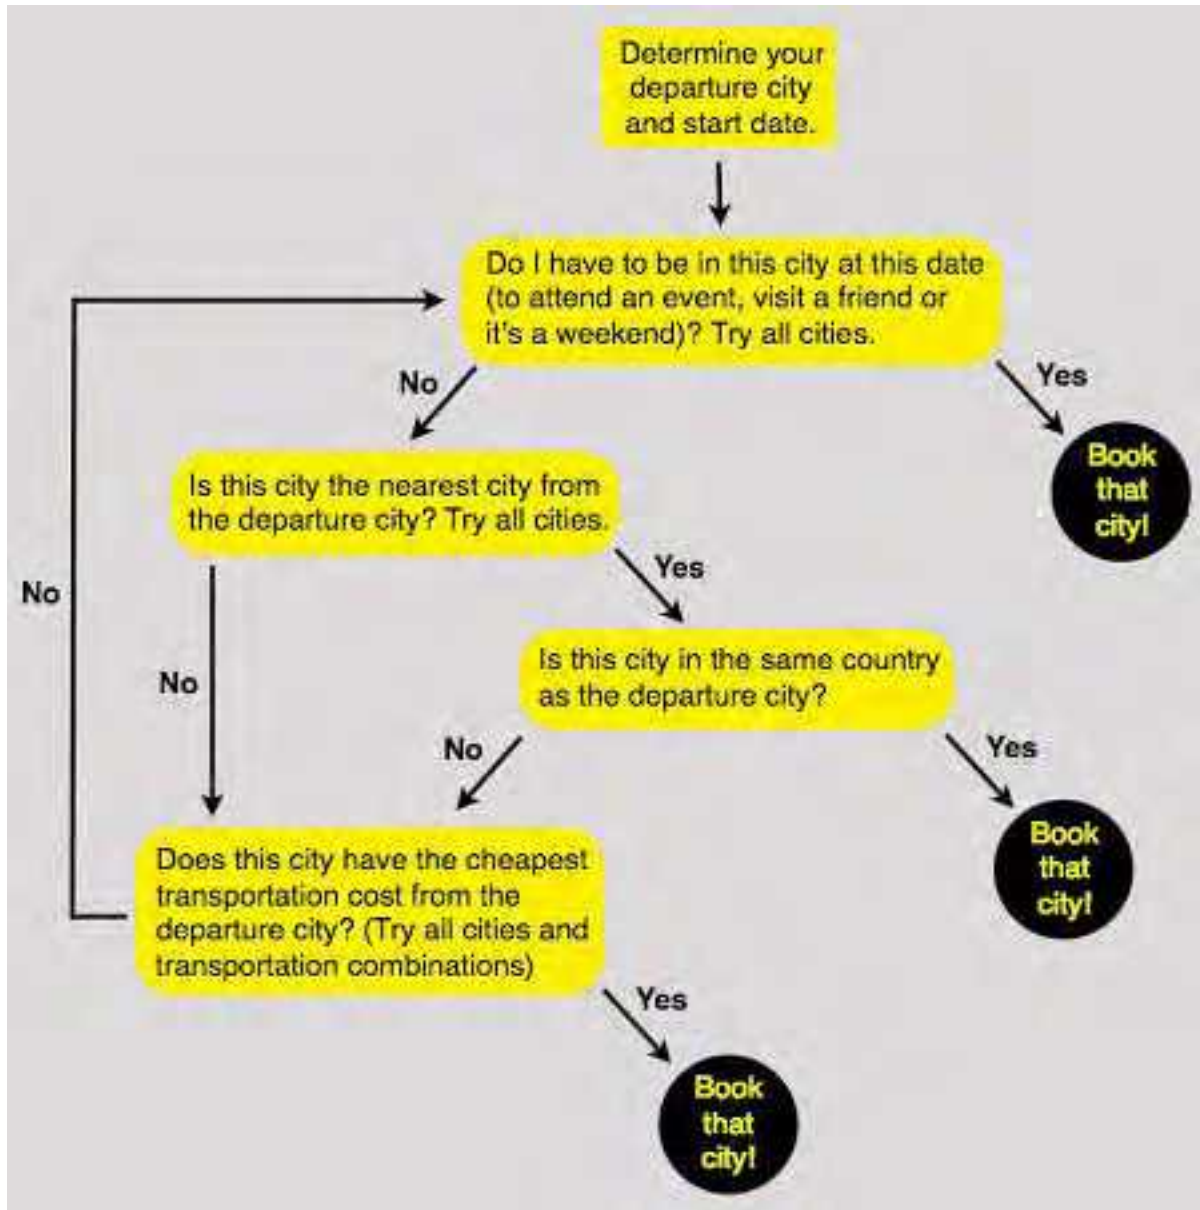 Determine your
departure city
and start date.
Do I have to be in this city at this date
(to attend an event, visit a friend or
it's a weekend)? Try all cities.
No
Yes
Book
that
city!
Is this city the nearest city from
the departure city? Try all cities.
No
Yes
No
Is this city in the same country
as the departure city?
No
Yes
Book
that
city!
Does this city have the cheapest
transportation cost from the
departure city? (Try all cities and
transportation combinations)
Yes
Book
that
city!